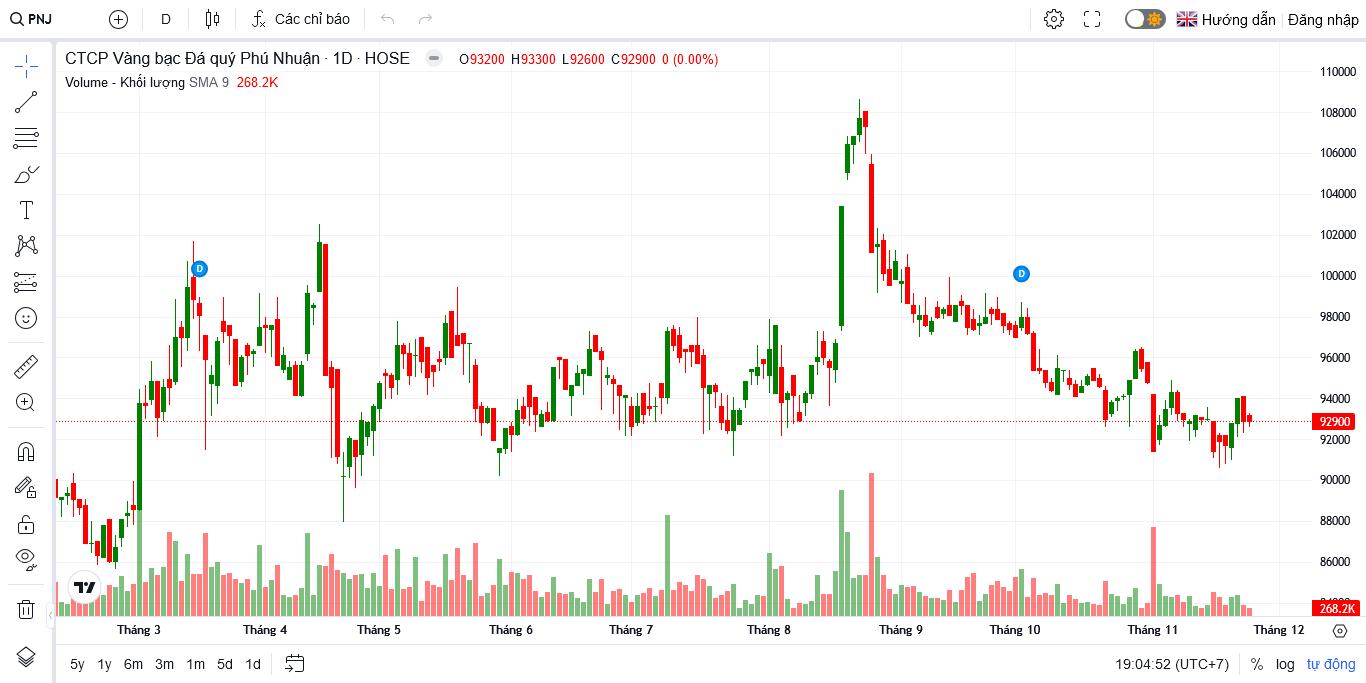 PNJ D Các chỉ báo Hướng dẫn Đăng nhập
CTCP Vàng bạc Đá quý Phú Nhuận · 1D · HOSE O93200 H93300 L92600 C92900 0 (0.00%)
Volume - Khối lượng SMA 9 268.2K
110000
108000
106000
104000
102000
100000
98000
96000
94000
92900
92000
90000
88000
86000
268.2K
D
D
T
Tháng 3 Tháng 4 Tháng 5 Tháng 6 Tháng 7 Tháng 8 Tháng 9 Tháng 10 Tháng 11 Tháng 12
5y 1y 6m 3m 1m 5d 1d 19:04:52 (UTC+7) % log tự động